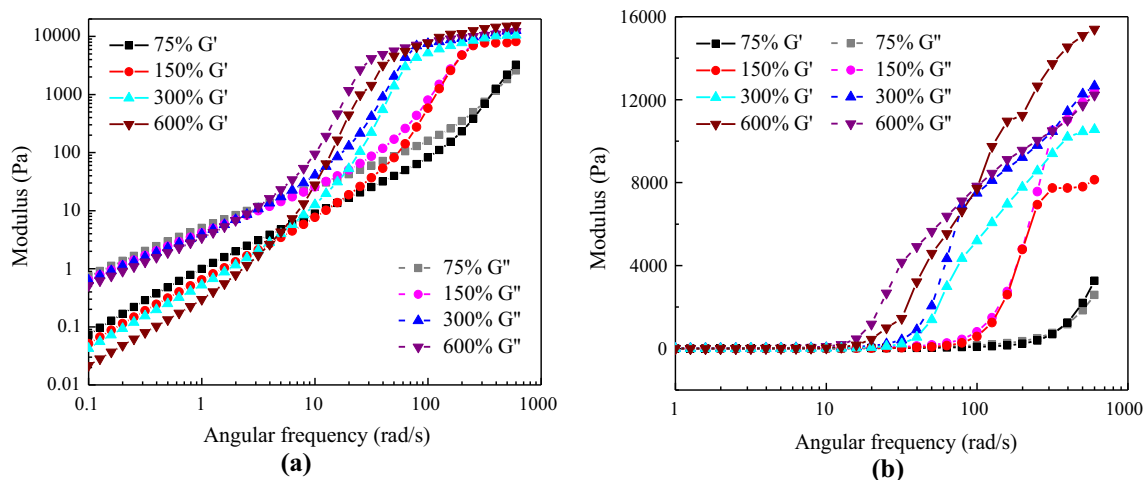 10000
1000
100
10
1
0.1
0.01
Modulus (Pa)
75% G'
150% G'
300% G'
600% G'
75% G"
150% G"
300% G"
600% G"
0.1 1 10 100 1000
Angular frequency (rad/s)
(a)
16000
12000
8000
4000
0
Modulus (Pa)
75% G' 75% G"
150% G' 150% G"
300% G' 300% G"
600% G' 600% G"
1 10 100 1000
Angular frequency (rad/s)
(b)